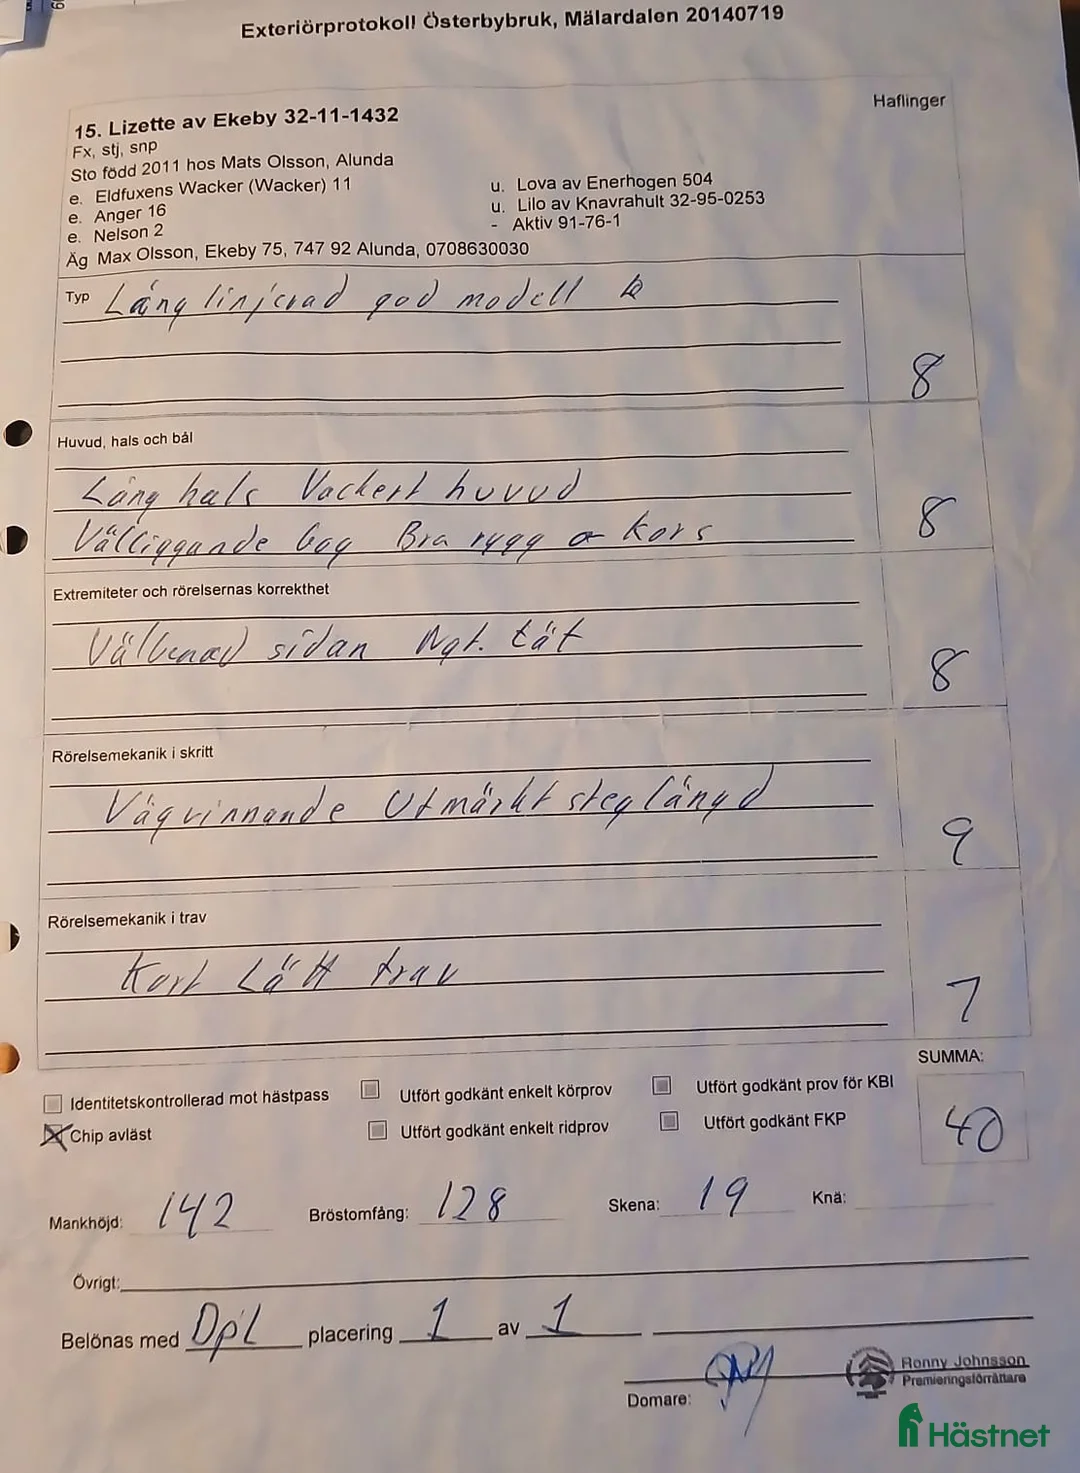 Exteriörprotokoll Österbybruk, Mälardalen 20140719
Haflinger
15. Lizette av Ekeby 32-11-1432
Fx, stj, snp
Sto född 2011 hos Mats Olsson, Alunda
e. Eldfuxens Wacker (Wacker) 11 u. Lova av Enerhogen 504
e. Anger 16 u. Lilo av Knavrahult 32-95-0253
e. Nelson 2 - Aktiv 91-76-1
Äg Max Olsson, Ekeby 75, 747 92 Alunda, 0708630030
Typ Lång linjerad god modell
8
Huvud, hals och bål
Lång hals Vackert huvud
Välliggande bog Bra rygg o kors
8
Extremiteter och rörelsernas korrekthet
Välbenad sidan Ngt. tät
8
Rörelsemekanik i skritt
Vägvinnande Utmärkt steglängd
9
Rörelsemekanik i trav
Kort Lätt trav
7
SUMMA:
Identitetskontrollerad mot hästpass Utfört godkänt enkelt körprov Utfört godkänt prov för KBI
Chip avläst Utfört godkänt enkelt ridprov Utfört godkänt FKP
40
Mankhöjd: 142 Bröstomfång: 128 Skena: 19 Knä:
Övrigt:
Belönas med Dpl placering 1 av 1
Ronny Johnsson
Premieringsförrättare
Domare:
Hästnet